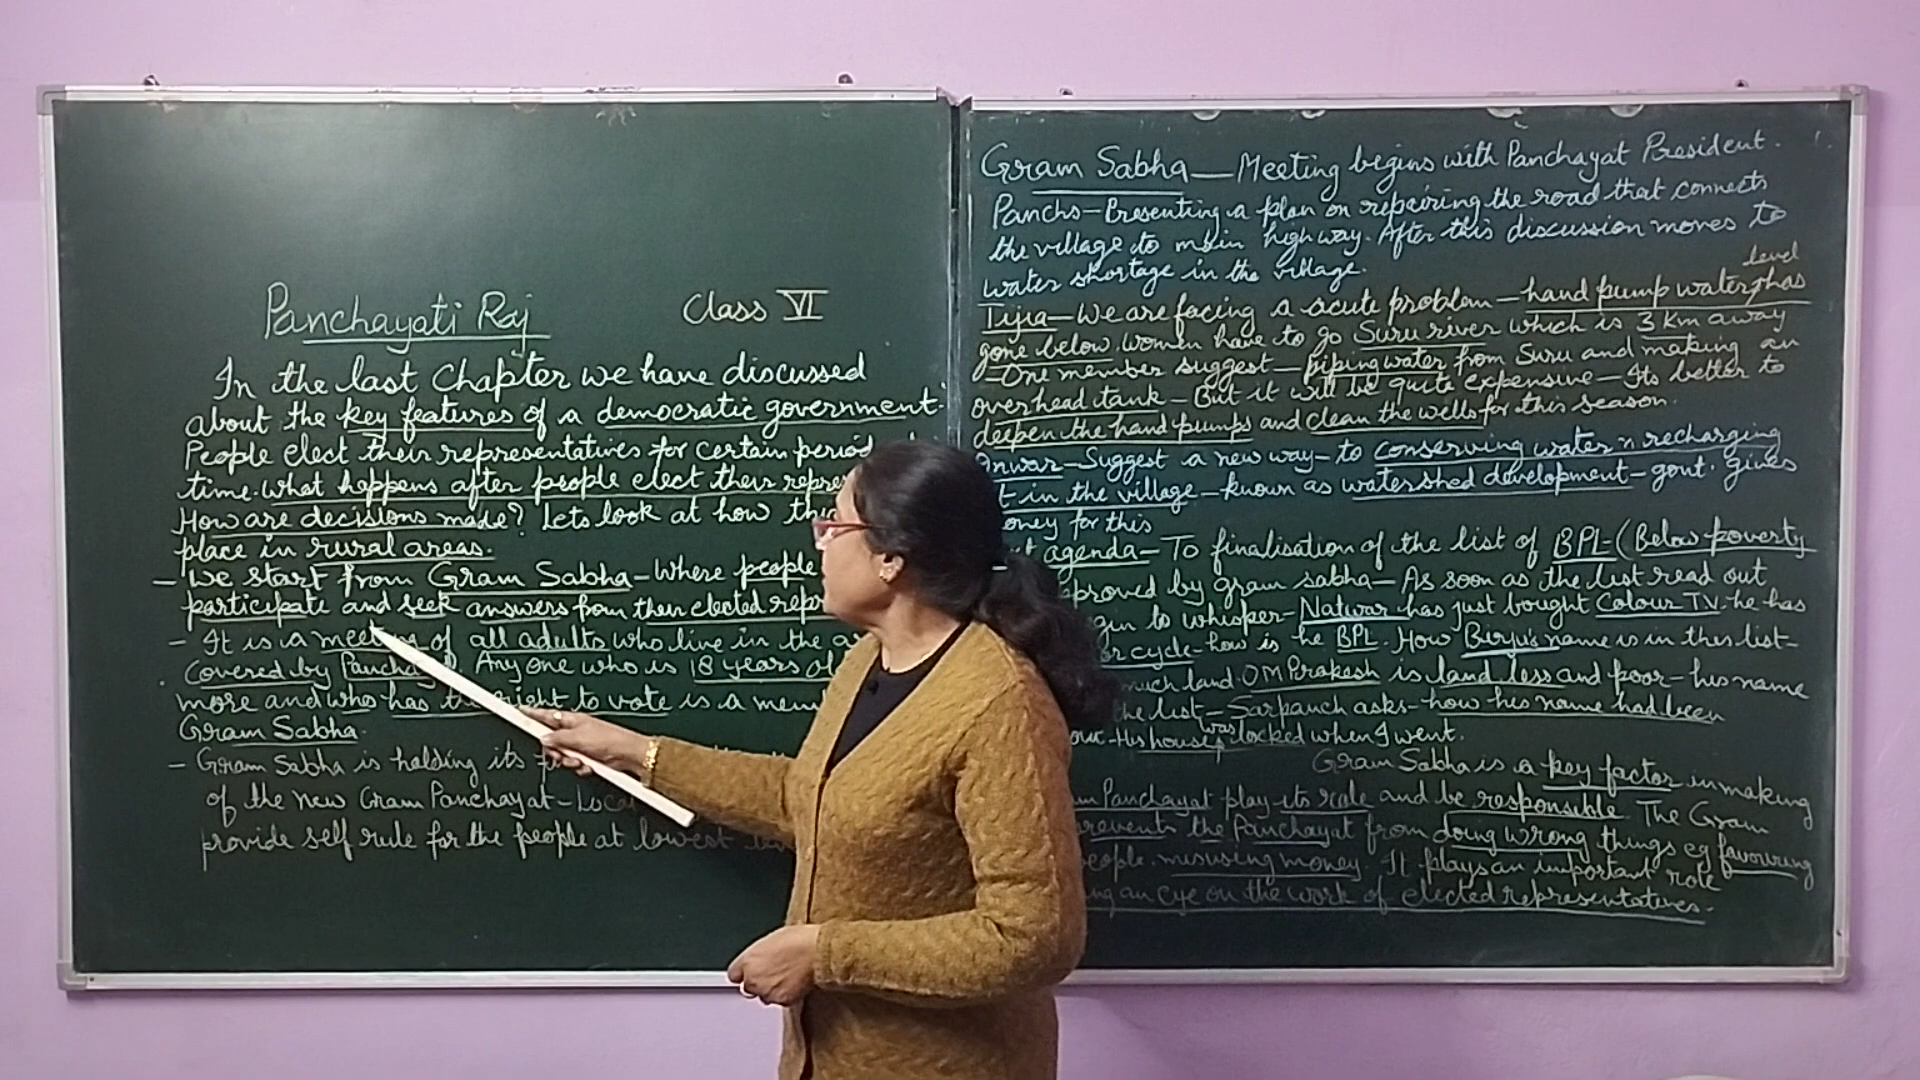 Panchayati Raj Class VI
In the last Chapter we have discussed
about the key features of a democratic government.
People elect their representatives for certain period
time. What happens after people elect their
How are decisions made? Lets look at how
place in rural areas.
- We start from Gram Sabha - Where people
participate and seek answers from their elected
- It is a meeting of all adults who live in the
Covered by Panchayat. Any one who is 18 years
more and who has the right to vote is a
Gram Sabha.
- Gram Sabha is holding its
of the new Gram Panchayat -
provide self rule for the people at lowest
Gram Sabha — Meeting begins with Panchayat President.
Panchs - Presenting a plan on repairing the road that connects
the village to main highway. After this discussion moves to
water shortage in the village.
level
Tijia - We are facing a acute problem - hand pump water has
gone below. Women have to go Suru river which is 3 Km away
- One member suggest - piping water from Suru and making an
overhead tank - But it will be quite expensive - Its better to
deepen the hand pumps and clean the wells for this season.
Anwar - Suggest a new way - to conserving water n recharging
in the village - known as watershed development - govt. gives
for this
agenda - To finalisation of the list of BPL - (Below poverty
by gram sabha - As soon as the list read out
to whisper - Natwar has just bought Colour TV. he has
cycle - how is he BPL. How Birju's name is in this list -
much land OM Prakash is land less and poor - his name
the list - Sarpanch asks - how his name had been
was
- His house locked when I went.
Gram Sabha is a key factor in making
Panchayat play its role and be responsible. The Gram
the Panchayat from doing wrong things eg favouring
misusing money. It plays an important role
an eye on the work of elected representatives.